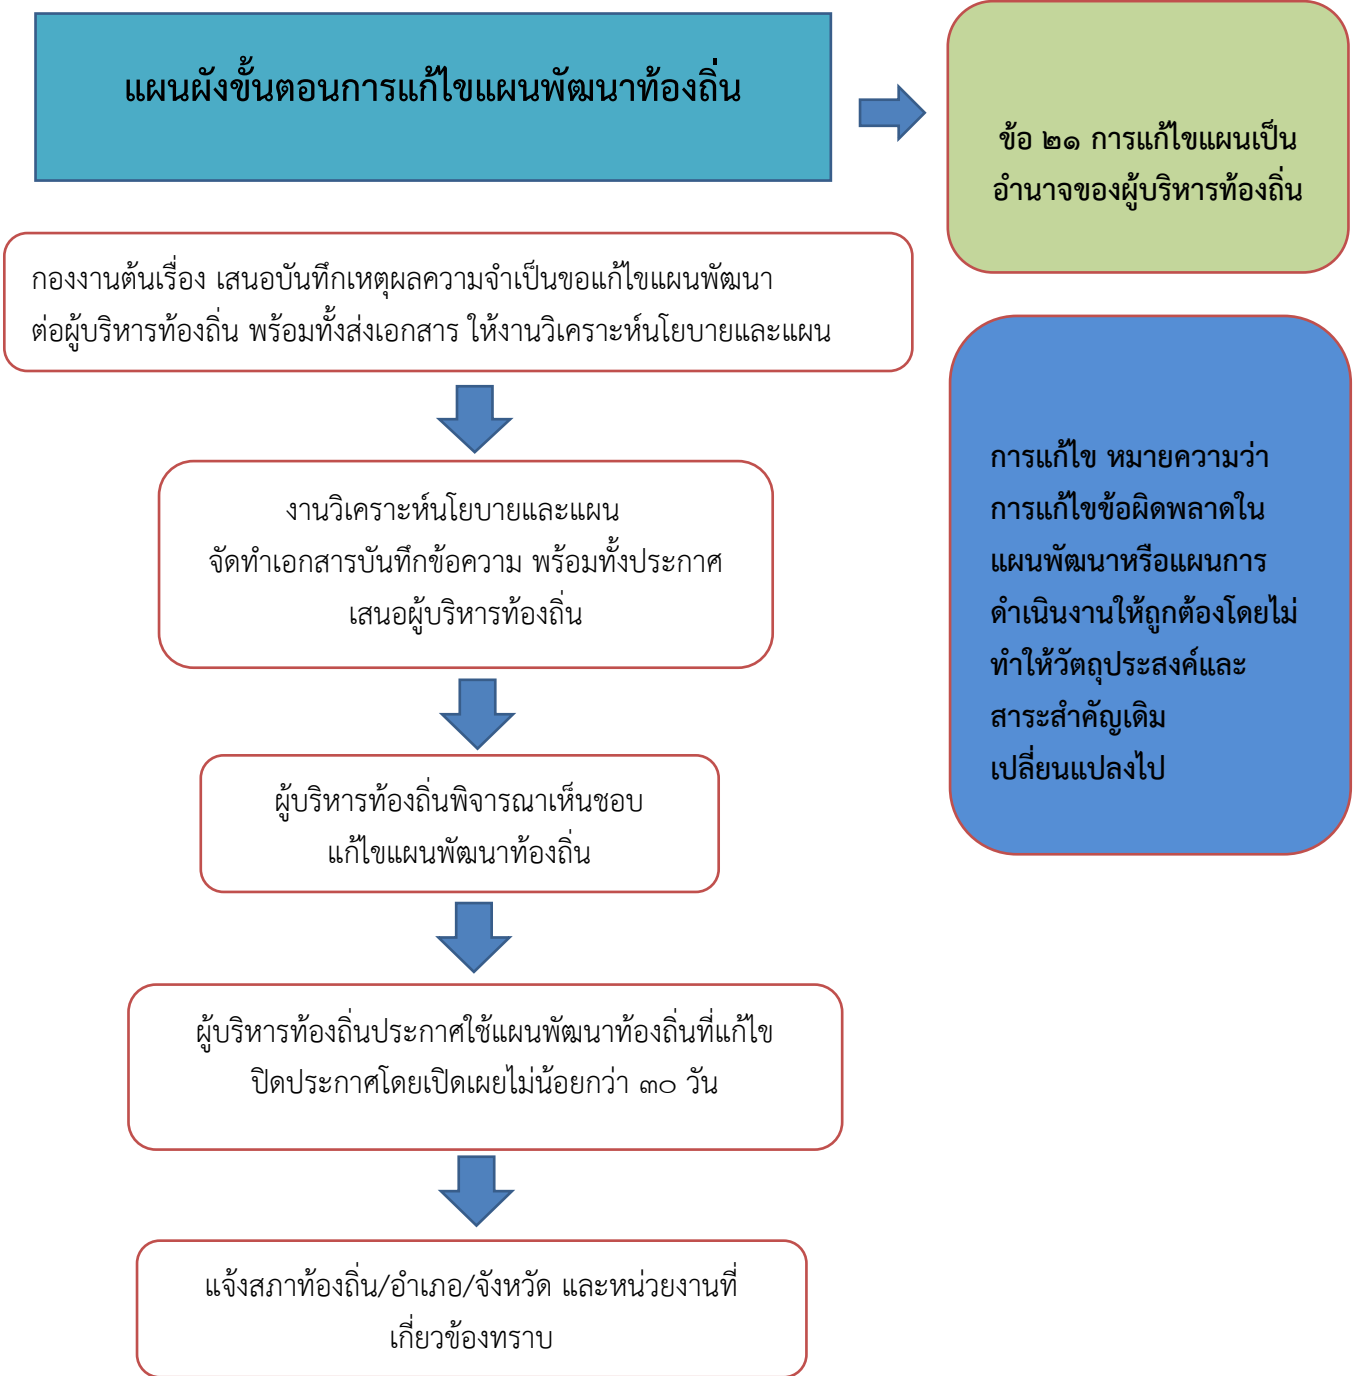 แผนผังขั้นตอนการแก้ไขแผนพัฒนาท้องถิ่น
ข้อ ๒๑ การแก้ไขแผนเป็น
อำนาจของผู้บริหารท้องถิ่น
กองงานต้นเรื่อง เสนอบันทึกเหตุผลความจำเป็นขอแก้ไขแผนพัฒนา
ต่อผู้บริหารท้องถิ่น พร้อมทั้งส่งเอกสาร ให้งานวิเคราะห์นโยบายและแผน
งานวิเคราะห์นโยบายและแผน
จัดทำเอกสารบันทึกข้อความ พร้อมทั้งประกาศ
เสนอผู้บริหารท้องถิ่น
ผู้บริหารท้องถิ่นพิจารณาเห็นชอบ
แก้ไขแผนพัฒนาท้องถิ่น
ผู้บริหารท้องถิ่นประกาศใช้แผนพัฒนาท้องถิ่นที่แก้ไข
ปิดประกาศโดยเปิดเผยไม่น้อยกว่า ๓๐ วัน
แจ้งสภาท้องถิ่น/อำเภอ/จังหวัด และหน่วยงานที่
เกี่ยวข้องทราบ
การแก้ไข หมายความว่า
การแก้ไขข้อผิดพลาดใน
แผนพัฒนาหรือแผนการ
ดำเนินงานให้ถูกต้องโดยไม่
ทำให้วัตถุประสงค์และ
สาระสำคัญเดิม
เปลี่ยนแปลงไป